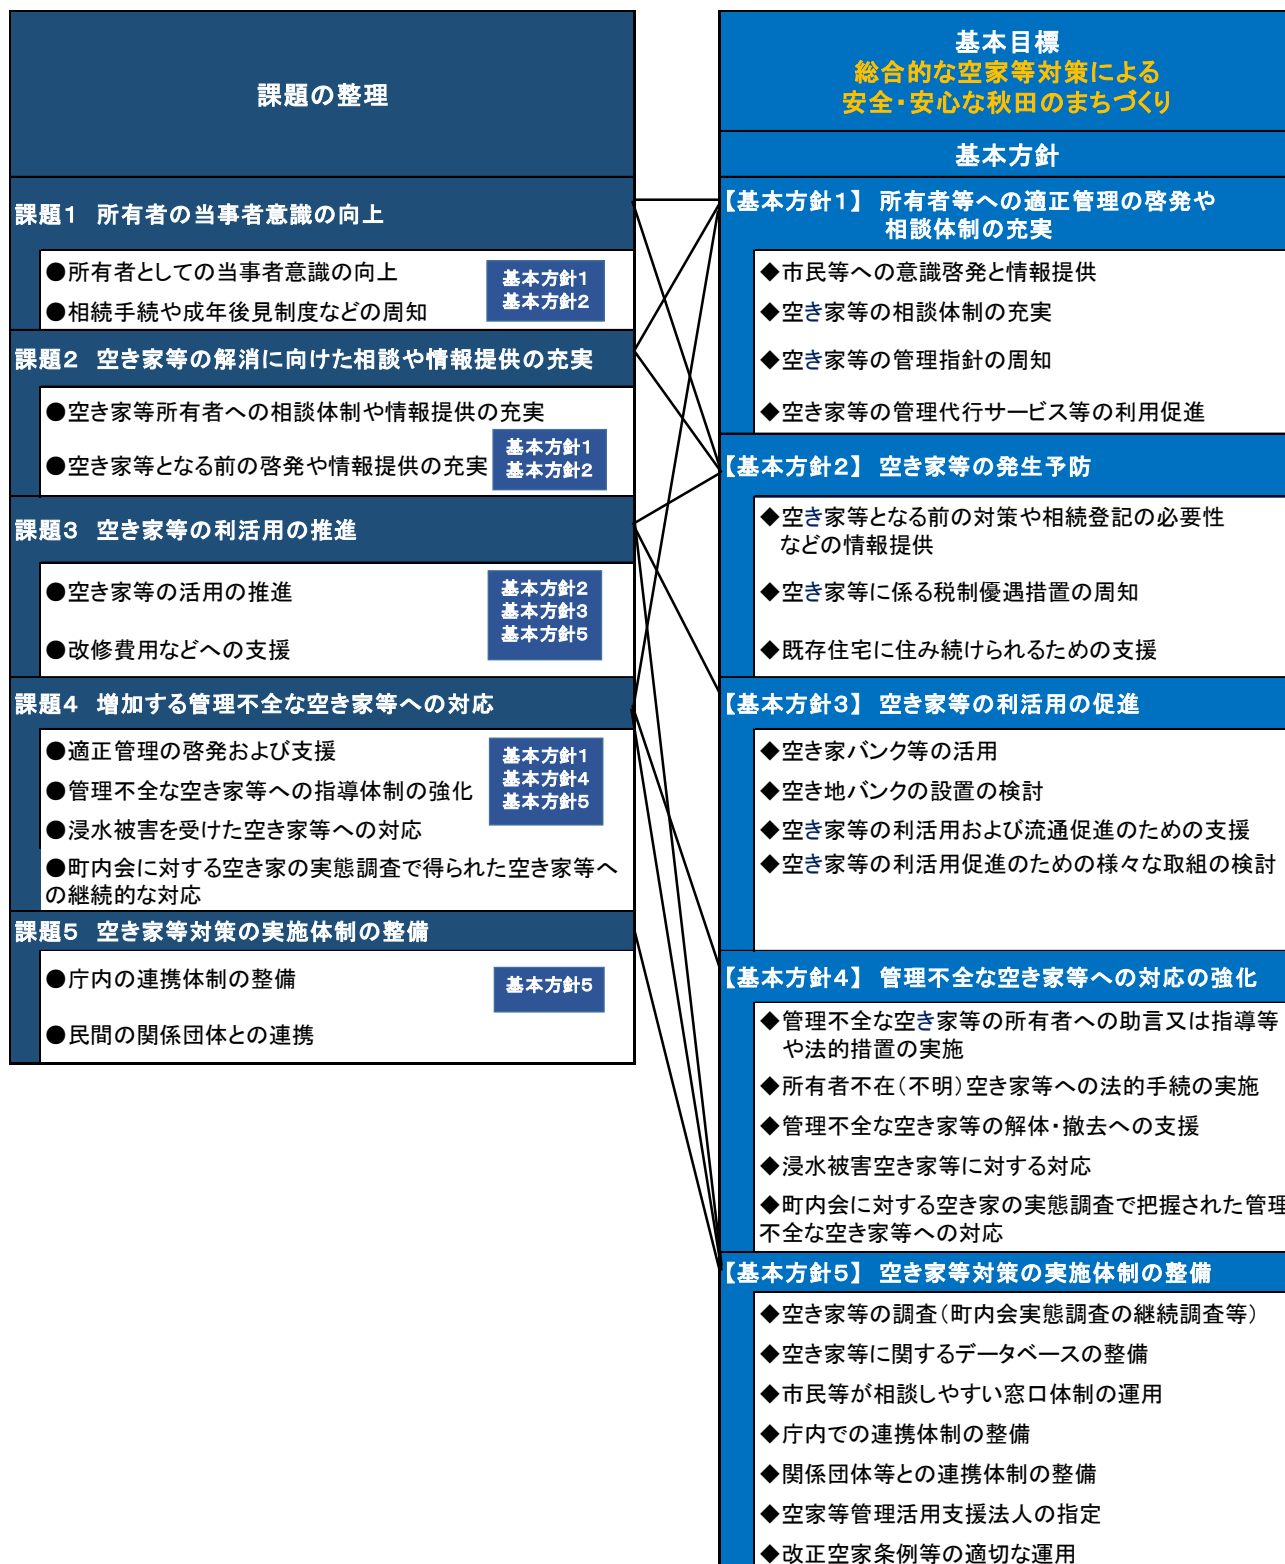 課題の整理
課題1 所有者の当事者意識の向上
●所有者としての当事者意識の向上
●相続手続や成年後見制度などの周知
基本方針1
基本方針2
課題2 空き家等の解消に向けた相談や情報提供の充実
●空き家等所有者への相談体制や情報提供の充実
●空き家等となる前の啓発や情報提供の充実
基本方針1
基本方針2
課題3 空き家等の利活用の推進
●空き家等の活用の推進
●改修費用などへの支援
基本方針2
基本方針3
基本方針5
課題4 増加する管理不全な空き家等への対応
●適正管理の啓発および支援
●管理不全な空き家等への指導体制の強化
●浸水被害を受けた空き家等への対応
●町内会に対する空き家の実態調査で得られた空き家等へ
の継続的な対応
基本方針1
基本方針4
基本方針5
課題5 空き家等対策の実施体制の整備
●庁内の連携体制の整備
●民間の関係団体との連携
基本方針5
基本目標
総合的な空家等対策による
安全・安心な秋田のまちづくり
基本方針
【基本方針1】 所有者等への適正管理の啓発や
相談体制の充実
◆市民等への意識啓発と情報提供
◆空き家等の相談体制の充実
◆空き家等の管理指針の周知
◆空き家等の管理代行サービス等の利用促進
【基本方針2】 空き家等の発生予防
◆空き家等となる前の対策や相続登記の必要性
などの情報提供
◆空き家等に係る税制優遇措置の周知
◆既存住宅に住み続けられるための支援
【基本方針3】 空き家等の利活用の促進
◆空き家バンク等の活用
◆空き地バンクの設置の検討
◆空き家等の利活用および流通促進のための支援
◆空き家等の利活用促進のための様々な取組の検討
【基本方針4】 管理不全な空き家等への対応の強化
◆管理不全な空き家等の所有者への助言又は指導等
や法的措置の実施
◆所有者不在(不明)空き家等への法的手続の実施
◆管理不全な空き家等の解体・撤去への支援
◆浸水被害空き家等に対する対応
◆町内会に対する空き家の実態調査で把握された管理
不全な空き家等への対応
【基本方針5】 空き家等対策の実施体制の整備
◆空き家等の調査(町内会実態調査の継続調査等)
◆空き家等に関するデータベースの整備
◆市民等が相談しやすい窓口体制の運用
◆庁内での連携体制の整備
◆関係団体等との連携体制の整備
◆空家等管理活用支援法人の指定
◆改正空家条例等の適切な運用